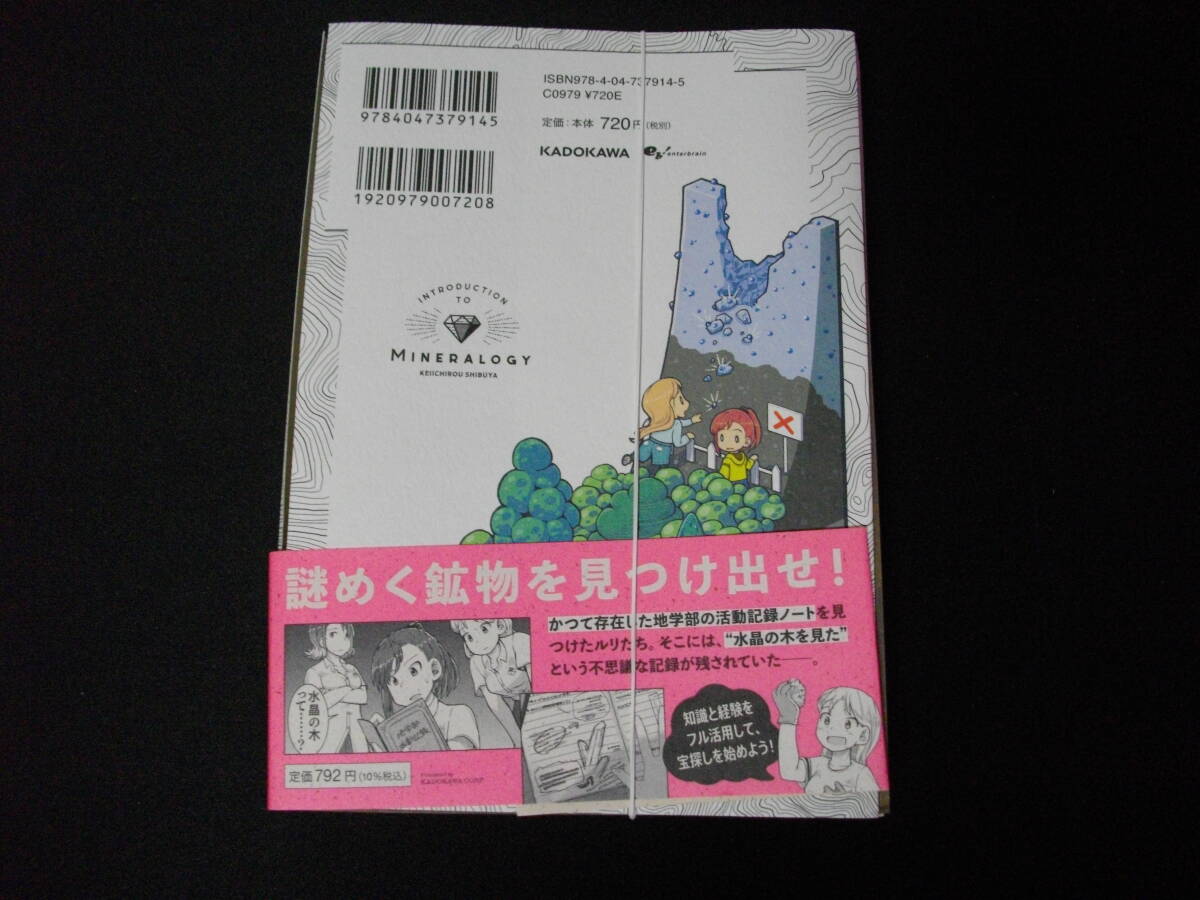 ISBN978-4-04-737914-5
C0979 ¥720E
9784047379145
定価：本体 720円（税別）
KADOKAWA enterbrain
1920979007208
INTRODUCTION
TO
MINERALOGY
KEIICHIROU SHIBUYA
×
謎めく鉱物を見つけ出せ！
かつて存在した地学部の活動記録ノートを見
つけたルリたち。そこには、“水晶の木を見た”
という不思議な記録が残されていた――。
水晶の木
って……？
知識と経験を
フル活用して、
宝探しを始めよう！
定価 792円（10%税込）
KADOKAWA CORP